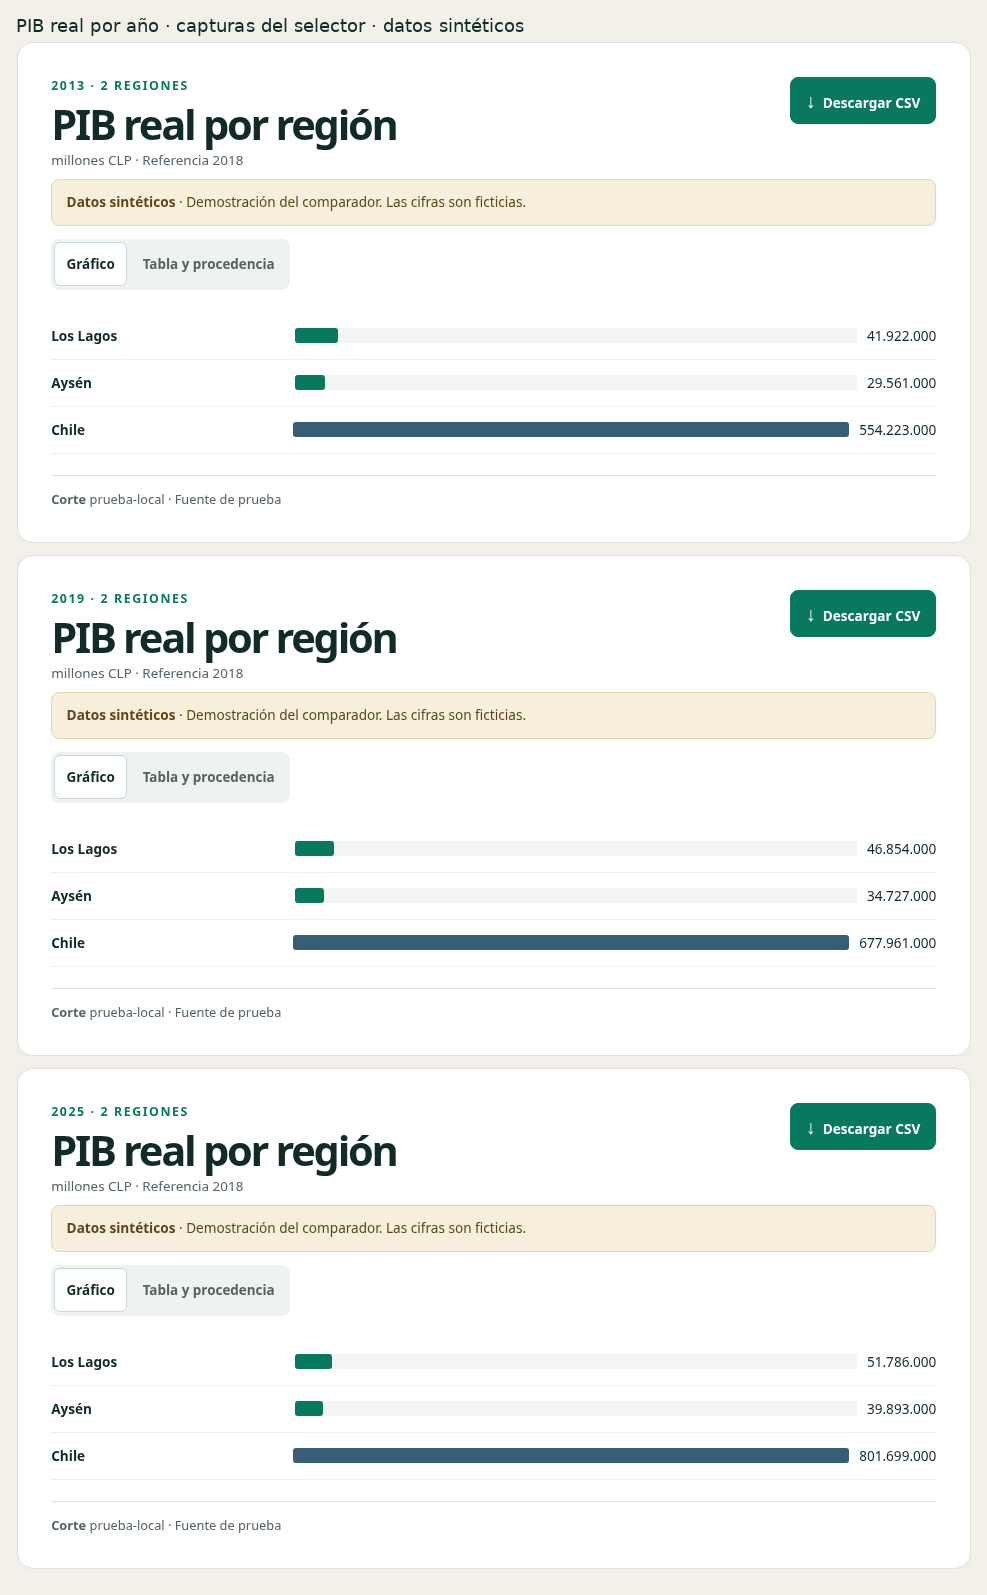 PIB real por año · capturas del selector · datos sintéticos
2013 · 2 REGIONES
PIB real por región
millones CLP · Referencia 2018
↓ Descargar CSV
Datos sintéticos · Demostración del comparador. Las cifras son ficticias.
Gráfico Tabla y procedencia
Los Lagos 41.922.000
Aysén 29.561.000
Chile 554.223.000
Corte prueba-local · Fuente de prueba
2019 · 2 REGIONES
PIB real por región
millones CLP · Referencia 2018
↓ Descargar CSV
Datos sintéticos · Demostración del comparador. Las cifras son ficticias.
Gráfico Tabla y procedencia
Los Lagos 46.854.000
Aysén 34.727.000
Chile 677.961.000
Corte prueba-local · Fuente de prueba
2025 · 2 REGIONES
PIB real por región
millones CLP · Referencia 2018
↓ Descargar CSV
Datos sintéticos · Demostración del comparador. Las cifras son ficticias.
Gráfico Tabla y procedencia
Los Lagos 51.786.000
Aysén 39.893.000
Chile 801.699.000
Corte prueba-local · Fuente de prueba